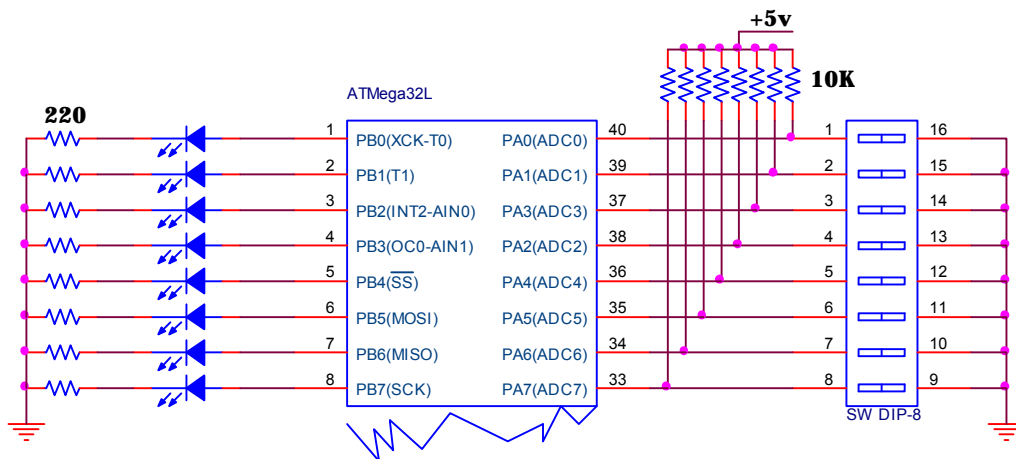 +5v
10K
ATMega32L
220
1 PB0(XCK-T0) PA0(ADC0) 40 1 16
2 PB1(T1) PA1(ADC1) 39 2 15
3 PB2(INT2-AIN0) PA3(ADC3) 37 3 14
4 PB3(OC0-AIN1) PA2(ADC2) 38 4 13
5 PB4(SS) PA4(ADC4) 36 5 12
6 PB5(MOSI) PA5(ADC5) 35 6 11
7 PB6(MISO) PA6(ADC6) 34 7 10
8 PB7(SCK) PA7(ADC7) 33 8 9
SW DIP-8
220